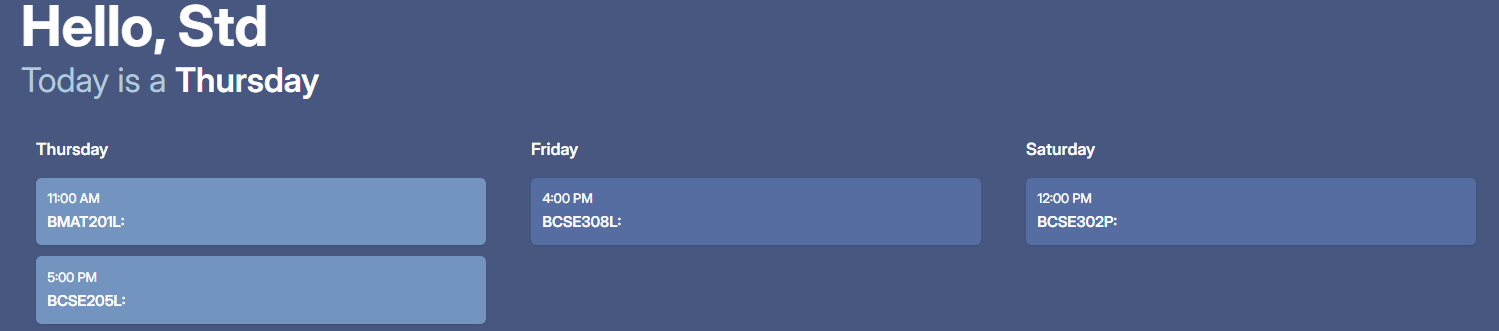 Hello, Std
Today is a Thursday
Thursday
11:00 AM
BMAT201L:
5:00 PM
BCSE205L:
Friday
4:00 PM
BCSE308L:
Saturday
12:00 PM
BCSE302P: